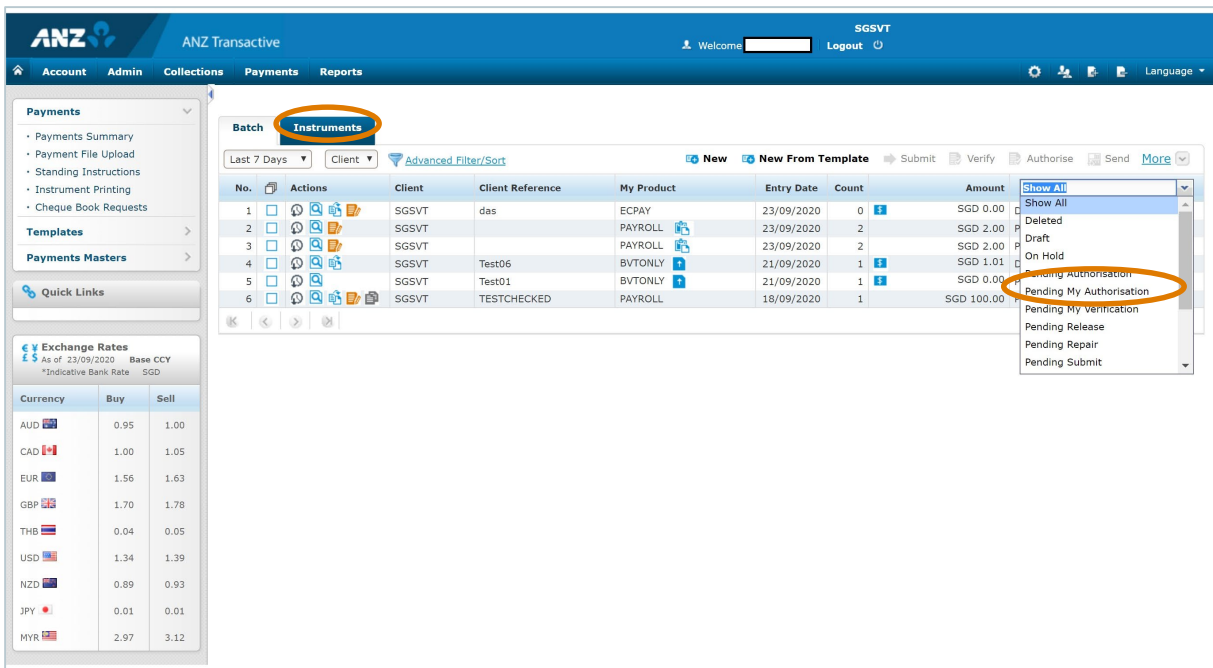 SGSVT
ANZ ANZ Transactive Welcome Logout
Account Admin Collections Payments Reports Language
Payments
Payments Summary
Payment File Upload
Standing Instructions
Instrument Printing
Cheque Book Requests
Templates
Payments Masters
Quick Links
€ ¥ £ $ Exchange Rates
As of 23/09/2020 Base CCY
*Indicative Bank Rate SGD
Currency Buy Sell
AUD 0.95 1.00
CAD 1.00 1.05
EUR 1.56 1.63
GBP 1.70 1.78
THB 0.04 0.05
USD 1.34 1.39
NZD 0.89 0.93
JPY 0.01 0.01
MYR 2.97 3.12
Batch Instruments
Last 7 Days Client Advanced Filter/Sort New New From Template Submit Verify Authorise Send More
No. Actions Client Client Reference My Product Entry Date Count Amount Show All
1 SGSVT das ECPAY 23/09/2020 0 $ SGD 0.00 D
2 SGSVT PAYROLL 23/09/2020 2 SGD 2.00 P
3 SGSVT PAYROLL 23/09/2020 2 SGD 2.00 P
4 SGSVT Test06 BVTONLY 21/09/2020 1 $ SGD 1.01 D
5 SGSVT Test01 BVTONLY 21/09/2020 1 $ SGD 0.00 P
6 SGSVT TESTCHECKED PAYROLL 18/09/2020 1 SGD 100.00 P
Show All
Deleted
Draft
On Hold
Pending Authorisation
Pending My Authorisation
Pending My Verification
Pending Release
Pending Repair
Pending Submit